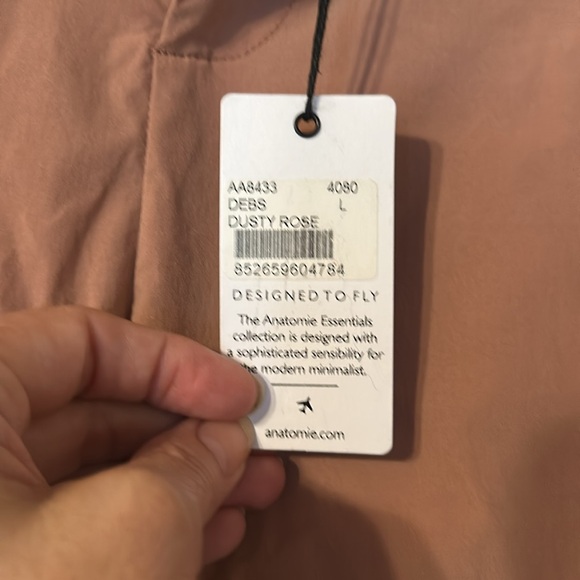 AA8433 4080
DEBS L
DUSTY ROSE
852659604784
DESIGNED TO FLY
The Anatomie Essentials
collection is designed with
a sophisticated sensibility for
the modern minimalist.
anatomie.com